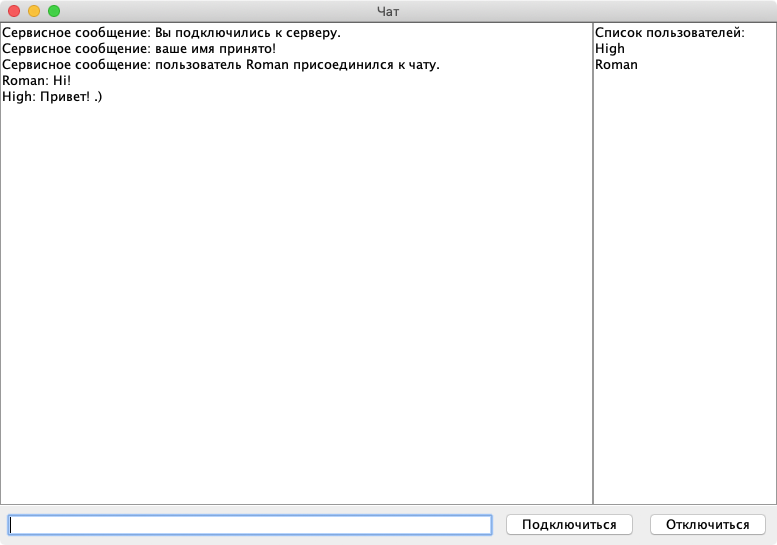 Чат
Сервисное сообщение: Вы подключились к серверу.
Сервисное сообщение: ваше имя принято!
Сервисное сообщение: пользователь Roman присоединился к чату.
Roman: Hi!
High: Привет! .)
Список пользователей:
High
Roman
Подключиться
Отключиться